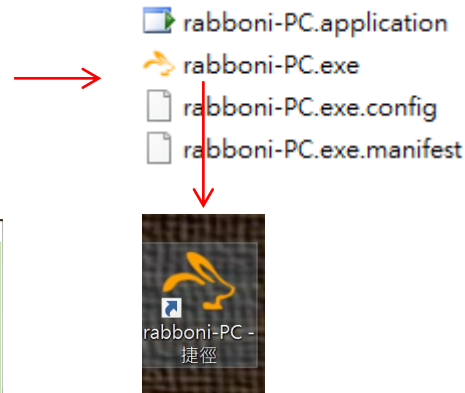 rabboni-PC.application
rabboni-PC.exe
rabboni-PC.exe.config
rabboni-PC.exe.manifest
rabboni-PC -
捷徑